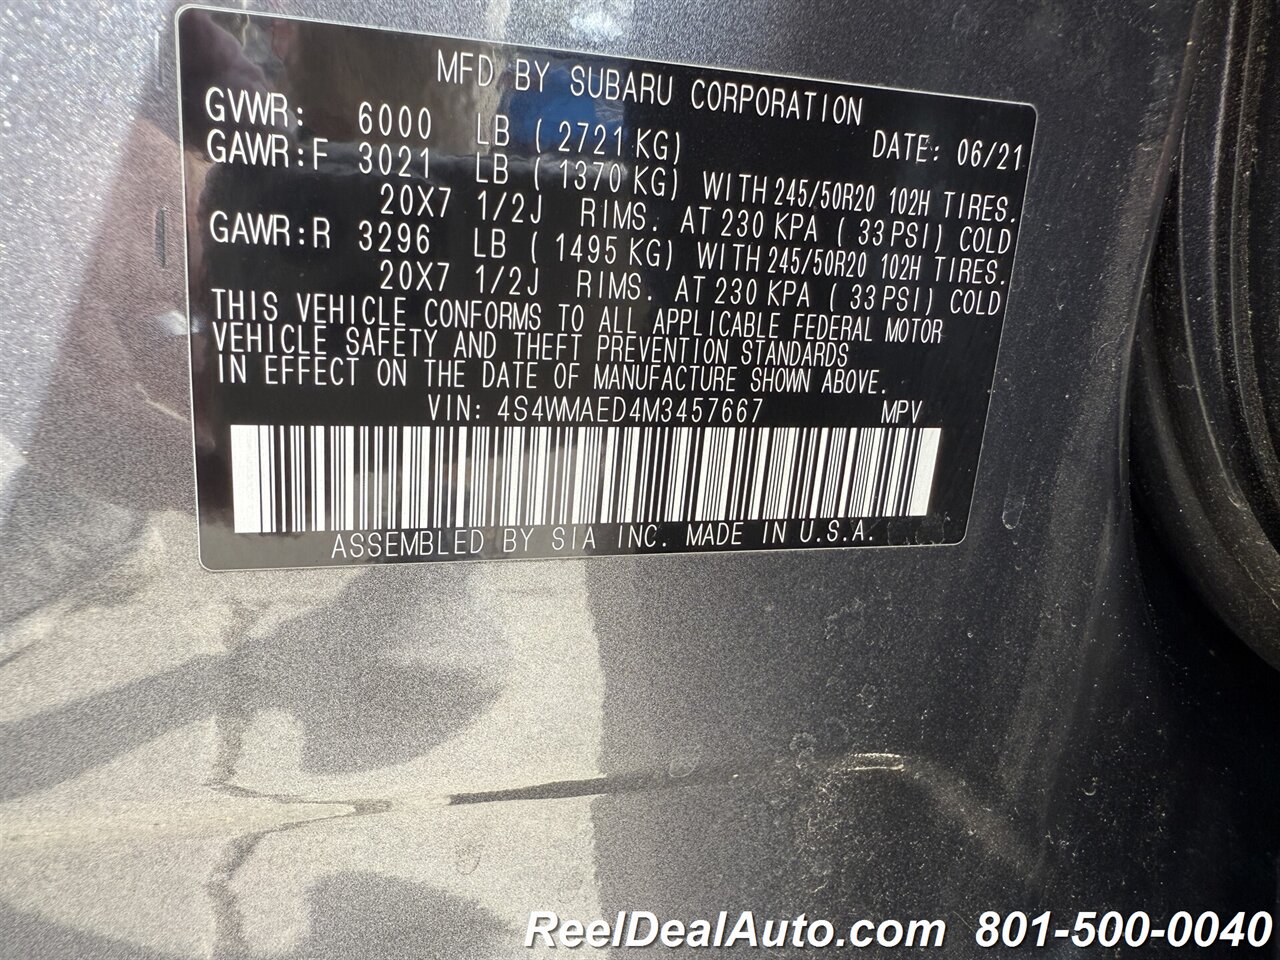 MFD BY SUBARU CORPORATION
GVWR: 6000 LB ( 2721 KG) DATE: 06/21
GAWR:F 3021 LB ( 1370 KG) WITH 245/50R20 102H TIRES.
20X7 1/2J RIMS. AT 230 KPA ( 33 PSI) COLD
GAWR:R 3296 LB ( 1495 KG) WITH 245/50R20 102H TIRES.
20X7 1/2J RIMS. AT 230 KPA ( 33 PSI) COLD
THIS VEHICLE CONFORMS TO ALL APPLICABLE FEDERAL MOTOR
VEHICLE SAFETY AND THEFT PREVENTION STANDARDS
IN EFFECT ON THE DATE OF MANUFACTURE SHOWN ABOVE.
VIN: 4S4WMAED4M3457667 MPV
ASSEMBLED BY SIA INC. MADE IN U.S.A.
ReelDealAuto.com 801-500-0040